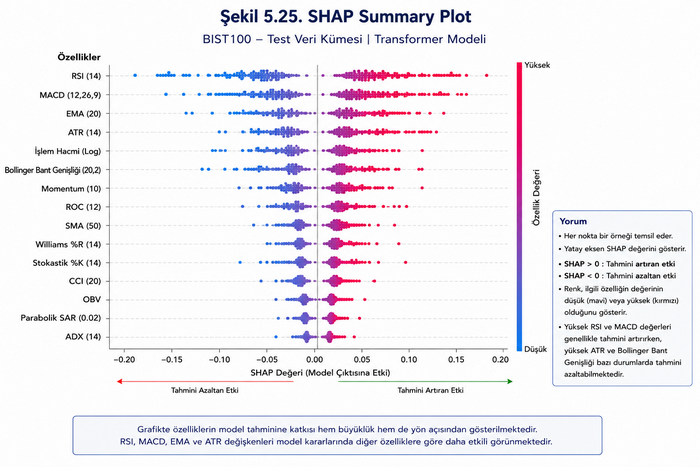 Şekil 5.25. SHAP Summary Plot
BIST100 – Test Veri Kümesi | Transformer Modeli
Özellikler
RSI (14)
MACD (12,26,9)
EMA (20)
ATR (14)
İşlem Hacmi (Log)
Bollinger Bant Genişliği (20,2)
Momentum (10)
ROC (12)
SMA (50)
Williams %R (14)
Stokastik %K (14)
CCI (20)
OBV
Parabolik SAR (0.02)
ADX (14)
−0.20 −0.15 −0.10 −0.05 0.00 0.05 0.10 0.15 0.20
SHAP Değeri (Model Çıktısına Etki)
Tahmini Azaltan Etki
Tahmini Artıran Etki
Yüksek
Özellik Değeri
Düşük
Yorum
• Her nokta bir örneği temsil eder.
• Yatay eksen SHAP değerini gösterir.
• SHAP > 0 : Tahmini artıran etki
• SHAP < 0 : Tahmini azaltan etki
• Renk, ilgili özelliğin değerinin
düşük (mavi) veya yüksek (kırmızı)
olduğunu gösterir.
• Yüksek RSI ve MACD değerleri
genellikle tahmini artırırken,
yüksek ATR ve Bollinger Bant
Genişliği bazı durumlarda tahmini
azaltabilmektedir.
Grafikte özelliklerin model tahminine katkısı hem büyüklük hem de yön açısından gösterilmektedir.
RSI, MACD, EMA ve ATR değişkenleri model kararlarında diğer özelliklere göre daha etkili görünmektedir.